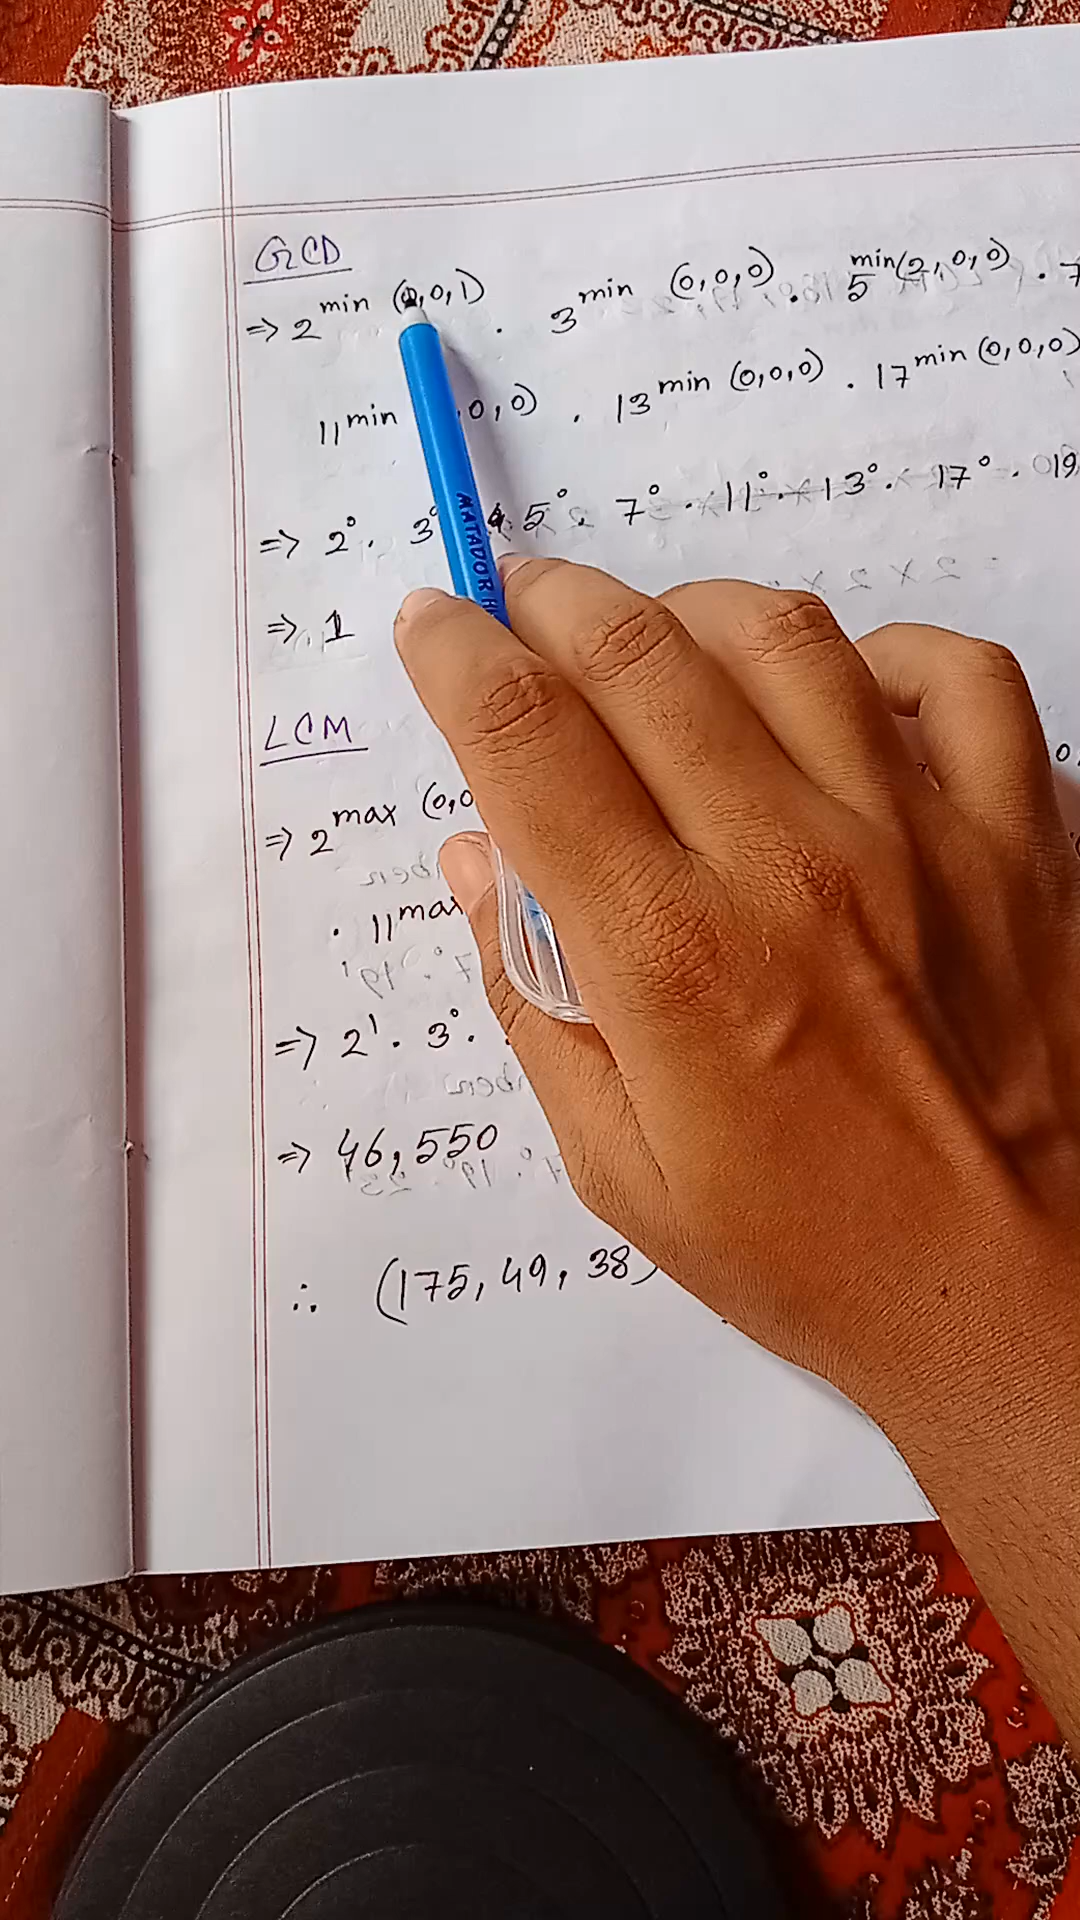 GCD
=> 2^min (0,0,1) . 3^min (0,0,0) . 5^min(2,0,0) . 7
11^min ,0,0) . 13^min (0,0,0) . 17^min (0,0,0)
=> 2° . 3° 5° . 7° . 11° . 13° . 17° . 19
=> 1
LCM
=> 2^max (0,0
. 11^max
=> 2^1 . 3° .
=> 46,550
∴ (175, 49, 38)
MATADOR